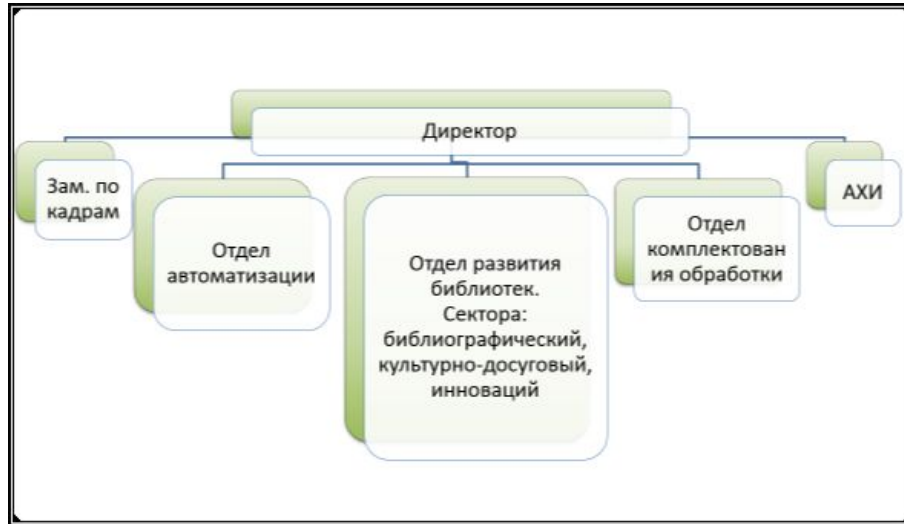 Директор
Зам. по
кадрам
АХИ
Отдел
автоматизации
Отдел развития
библиотек.
Сектора:
библиографический,
культурно-досуговый,
инноваций
Отдел
комплектован
ия обработки